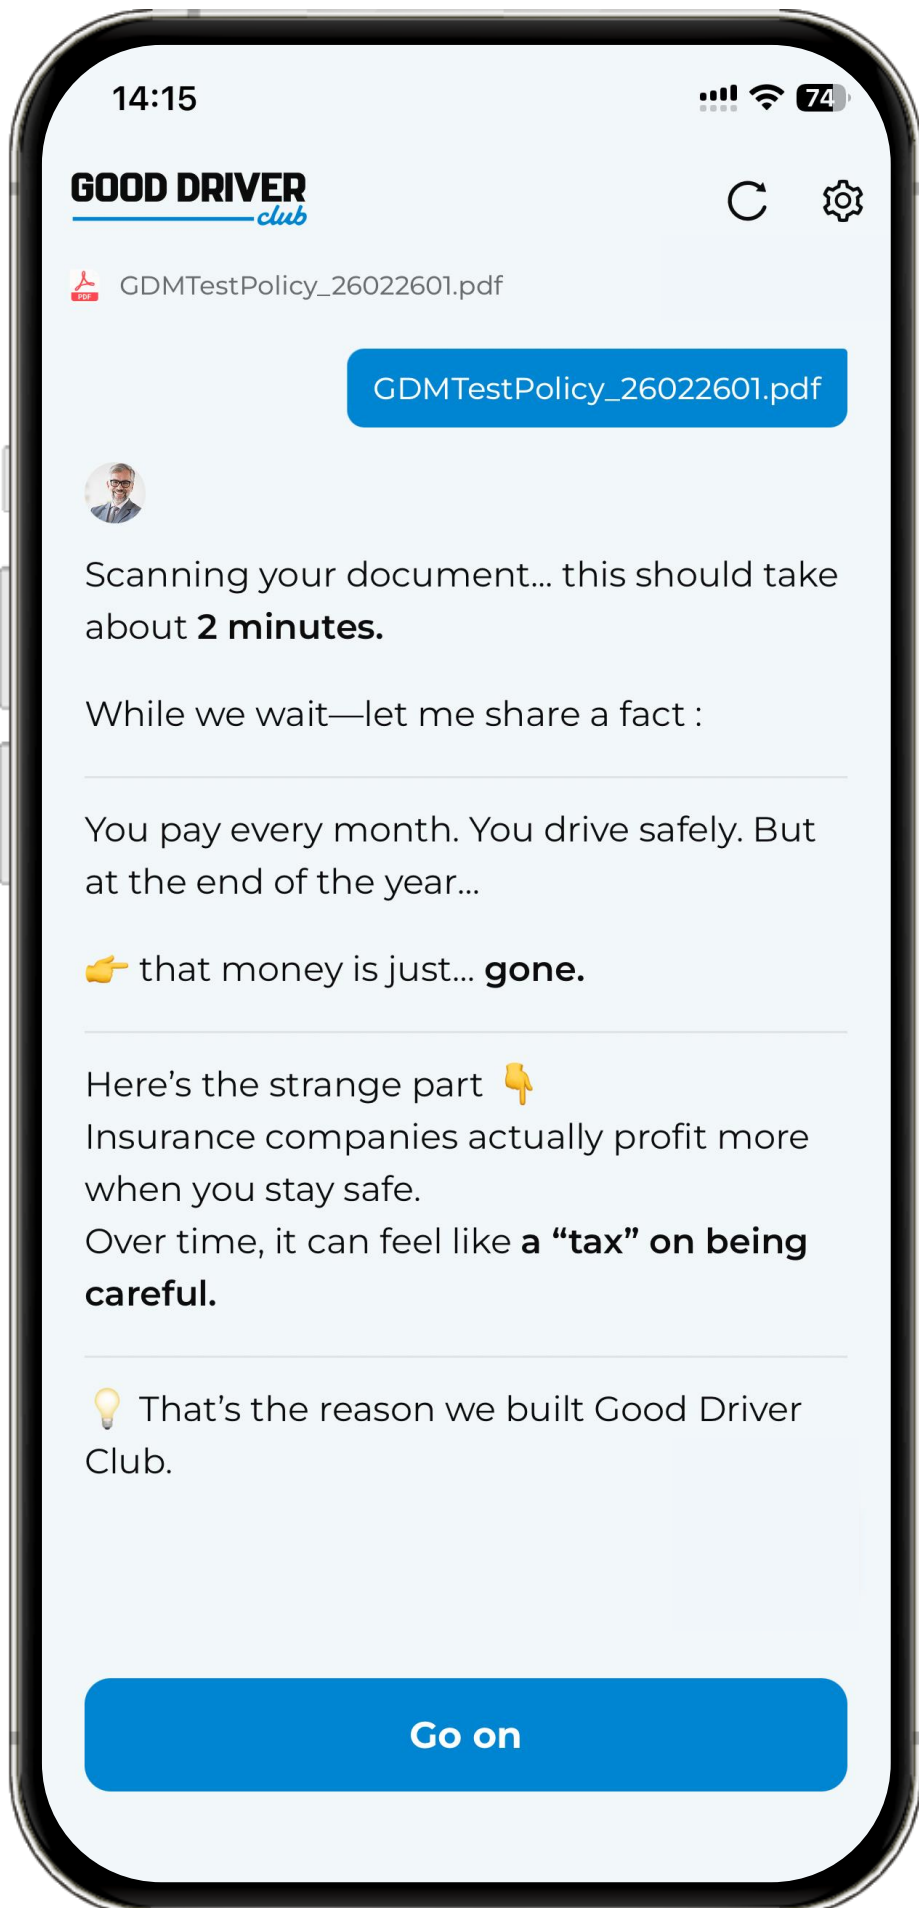 14:15
74
GOOD DRIVER
club
PDF
GDMTestPolicy_26022601.pdf
GDMTestPolicy_26022601.pdf
Scanning your document... this should take
about 2 minutes.
While we wait—let me share a fact :
You pay every month. You drive safely. But
at the end of the year...
👉 that money is just... gone.
Here’s the strange part 👇
Insurance companies actually profit more
when you stay safe.
Over time, it can feel like a “tax” on being
careful.
💡 That’s the reason we built Good Driver
Club.
Go on